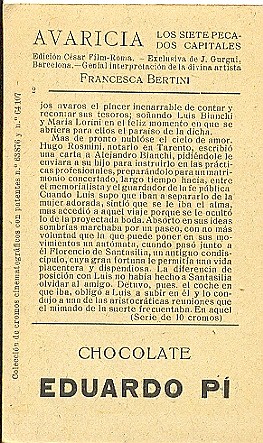 AVARICIA
LOS SIETE PECA-
DOS CAPITALES
Edición César Film-Roma. - Exclusiva de J. Gurgui,
Barcelona.-Genial interpretación de la divina artista
FRANCESCA BERTINI
2
jos avaros el placer inenarrable de contar y
recontar sus tesoros; soñando Luis Bianchi
y María Lorini en el feliz momento en que se
abriera para ellos el paraíso de la dicha.
Mas de pronto nublóse el cielo de amor.
Hugo Rosmini, notario en Tarento, escribió
una carta a Alejandro Bianchi, pidiéndole le
enviara a su hijo para instruirlo en las prácti-
cas profesionales, preparándolo para un matri-
monio concertado, largo tiempo hacía, entre
el memorialista y el guardador de la fe pública
Cuando Luis supo que iban a separarlo de la
mujer adorada, sintió que se le iba el alma,
mas accedió a aquel viaje porque se le ocultó
lo de la proyectada boda. Absorto en sus ideas
sombrías marchaba por un paseo, con no más
voluntad que la que puede poner en sus mo-
vimientos un autómata, cuando pasó junto a
él Florencio de Santasilia, un antiguo condis-
cípulo, cuya gran fortuna le permitía una vida
placentera y dispendiosa. La diferencia de
posición con Luis no había hecho a Santasilia
olvidar al amigo. Detuvo, pues, el coche en
que iba, obligó a Luis a subir en él y lo con-
dujo a una de las aristocráticas reuniones que
el mimado de la suerte frecuentaba. En aquel
(Serie de 10 cromos)
Colección de cromos cinematográficos con patentes n.º 63876 y n.º 14107
CHOCOLATE
EDUARDO PÍ